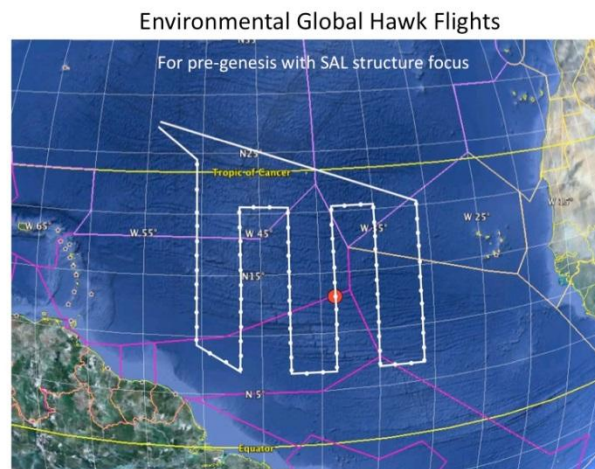 Environmental Global Hawk Flights
For pre-genesis with SAL structure focus
N25°
Tropic of Cancer
W 65°
W 55°
W 45°
W 25°
N15°
N 5°
Equator